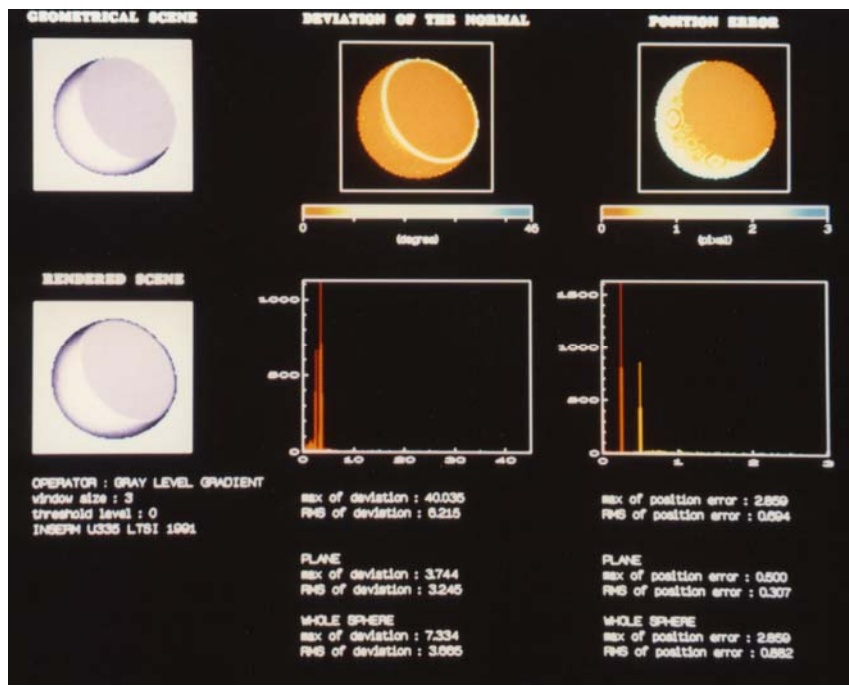 GEOMETRICAL SCENE
DEVIATION OF THE NORMAL
POSITION ERROR
0 45
(degree)
0 1 2 3
(pixel)
RENDERED SCENE
1000
500
0
0 10 20 30 40
1500
1000
500
0
0 1 2 3
OPERATOR : GRAY LEVEL GRADIENT
window size : 3
threshold level : 0
INSERM U335 LTSI 1991
max of deviation : 40.035
RMS of deviation : 6.215
PLANE
max of deviation : 3.744
RMS of deviation : 3.245
WHOLE SPHERE
max of deviation : 7.334
RMS of deviation : 3.665
max of position error : 2.859
RMS of position error : 0.694
PLANE
max of position error : 0.500
RMS of position error : 0.307
WHOLE SPHERE
max of position error : 2.859
RMS of position error : 0.882